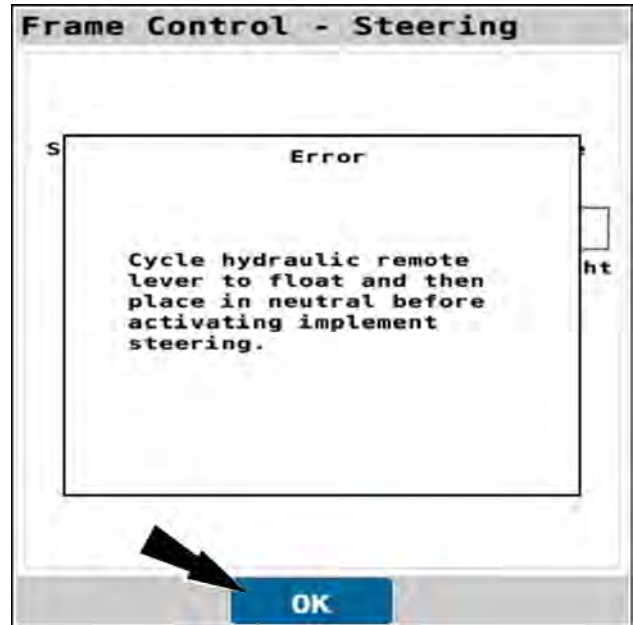 Frame Control - Steering
S
Error
Cycle hydraulic remote
lever to float and then
place in neutral before
activating implement
steering.
ht
OK